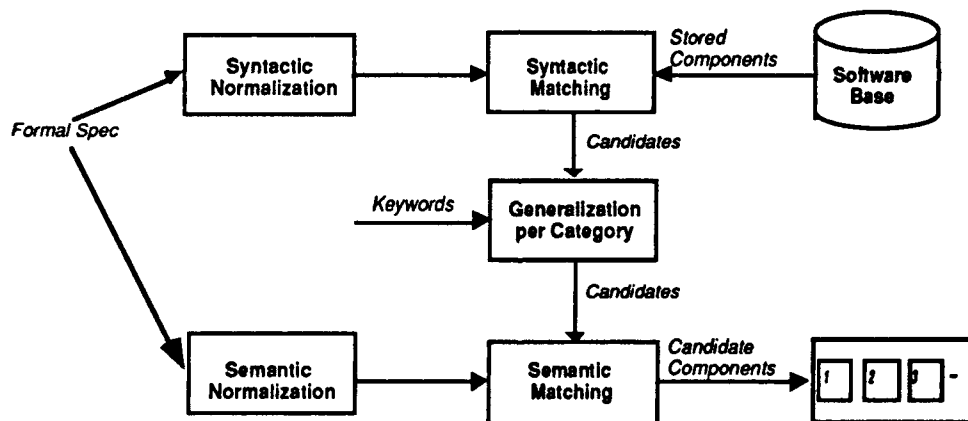 Syntactic
Normalization
Syntactic
Matching
Stored
Components
Software
Base
Formal Spec
Candidates
Keywords
Generalization
per Category
Candidates
Semantic
Normalization
Semantic
Matching
Candidate
Components
1 2 3 -